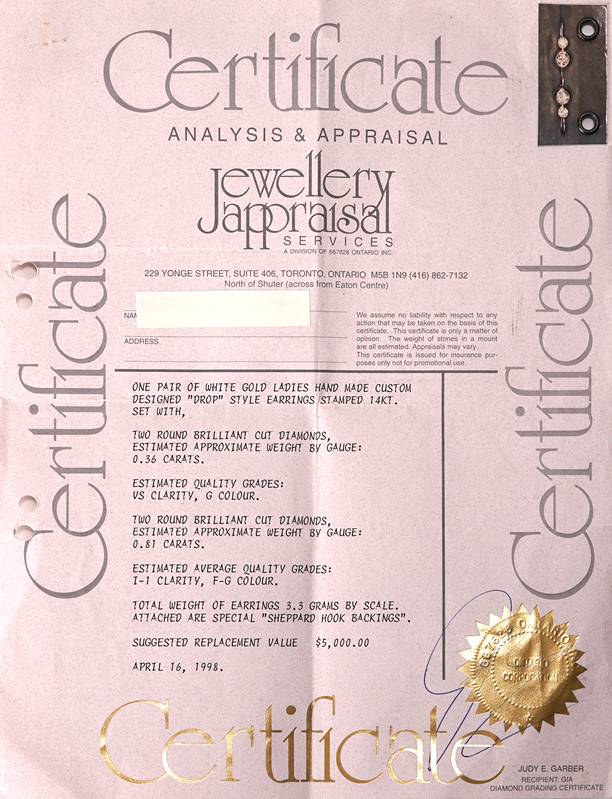 Certificate
ANALYSIS & APPRAISAL
Jewellery
appraisal
SERVICES
A DIVISION OF 667628 ONTARIO INC.
229 YONGE STREET, SUITE 406, TORONTO, ONTARIO M5B 1N9 (416) 862-7132
North of Shuter (across from Eaton Centre)
ADDRESS
We assume no liability with respect to any
action that may be taken on the basis of this
certificate. This certificate is only a matter of
opinion. The weight of stones in a mount
are all estimated. Appraisals may vary.
This certificate is issued for insurance pur-
poses only not for promotional use.
Certificate
Certificate
ONE PAIR OF WHITE GOLD LADIES HAND MADE CUSTOM
DESIGNED "DROP" STYLE EARRINGS STAMPED 14KT.
SET WITH,
TWO ROUND BRILLIANT CUT DIAMONDS,
ESTIMATED APPROXIMATE WEIGHT BY GAUGE:
0.36 CARATS.
ESTIMATED QUALITY GRADES:
VS CLARITY, G COLOUR.
TWO ROUND BRILLIANT CUT DIAMONDS,
ESTIMATED APPROXIMATE WEIGHT BY GAUGE:
0.81 CARATS.
ESTIMATED AVERAGE QUALITY GRADES:
I-1 CLARITY, F-G COLOUR.
TOTAL WEIGHT OF EARRINGS 3.3 GRAMS BY SCALE.
ATTACHED ARE SPECIAL "SHEPPARD HOOK BACKINGS".
SUGGESTED REPLACEMENT VALUE $5,000.00
APRIL 16, 1998.
ONTARIO
CORPORATION
Certificate
JUDY E. GARBER
RECIPIENT: GIA
DIAMOND GRADING CERTIFICATE